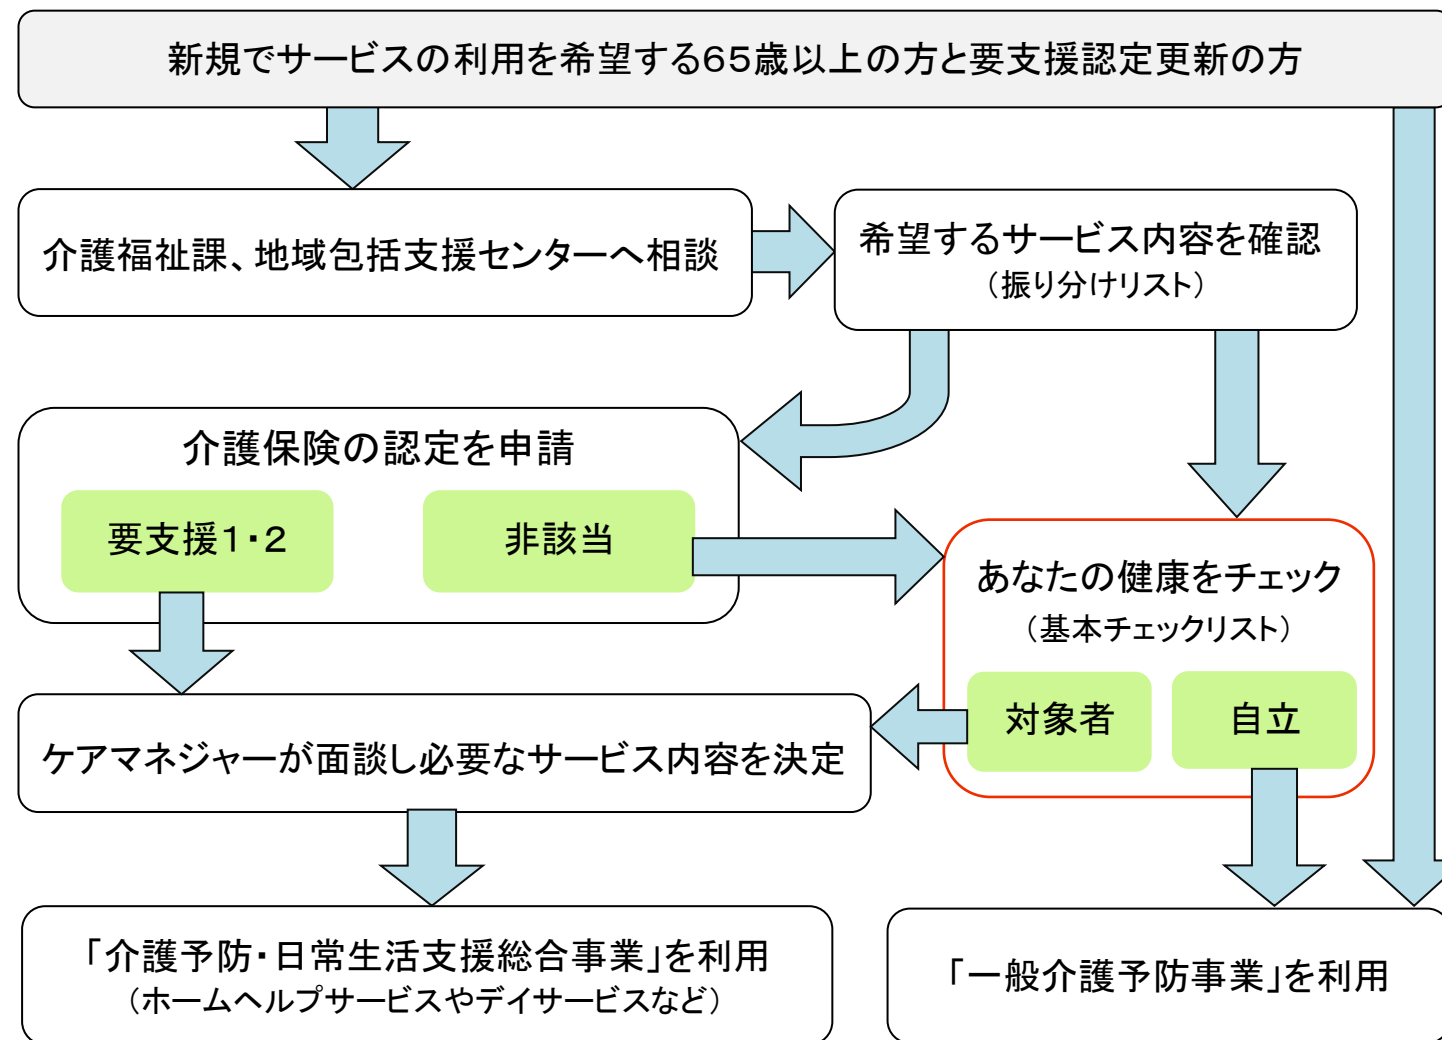 新規でサービスの利用を希望する65歳以上の方と要支援認定更新の方
介護福祉課、地域包括支援センターへ相談
希望するサービス内容を確認
（振り分けリスト）
介護保険の認定を申請
要支援1・2
非該当
あなたの健康をチェック
（基本チェックリスト）
対象者
自立
ケアマネジャーが面談し必要なサービス内容を決定
「介護予防・日常生活支援総合事業」を利用
（ホームヘルプサービスやデイサービスなど）
「一般介護予防事業」を利用